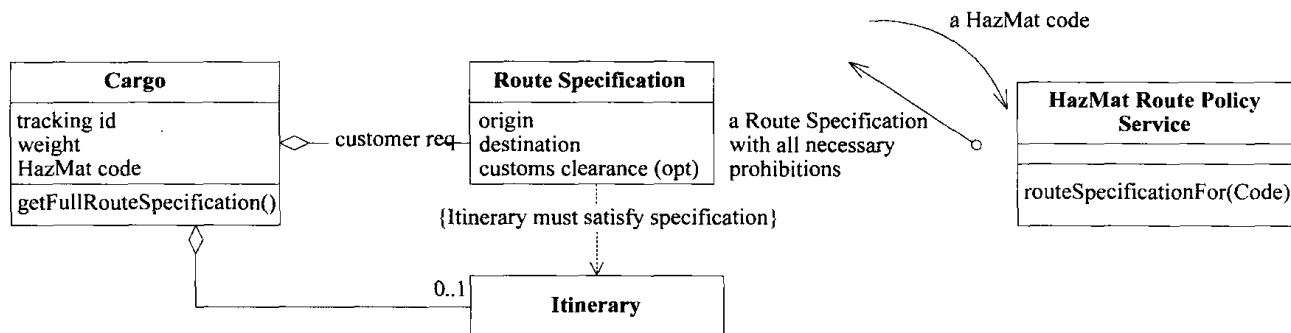 a HazMat code
Cargo
tracking id
weight
HazMat code
getFullRouteSpecification()
customer req
Route Specification
origin
destination
customs clearance (opt)
a Route Specification
with all necessary
prohibitions
HazMat Route Policy
Service
routeSpecificationFor(Code)
{Itinerary must satisfy specification}
0..1
Itinerary